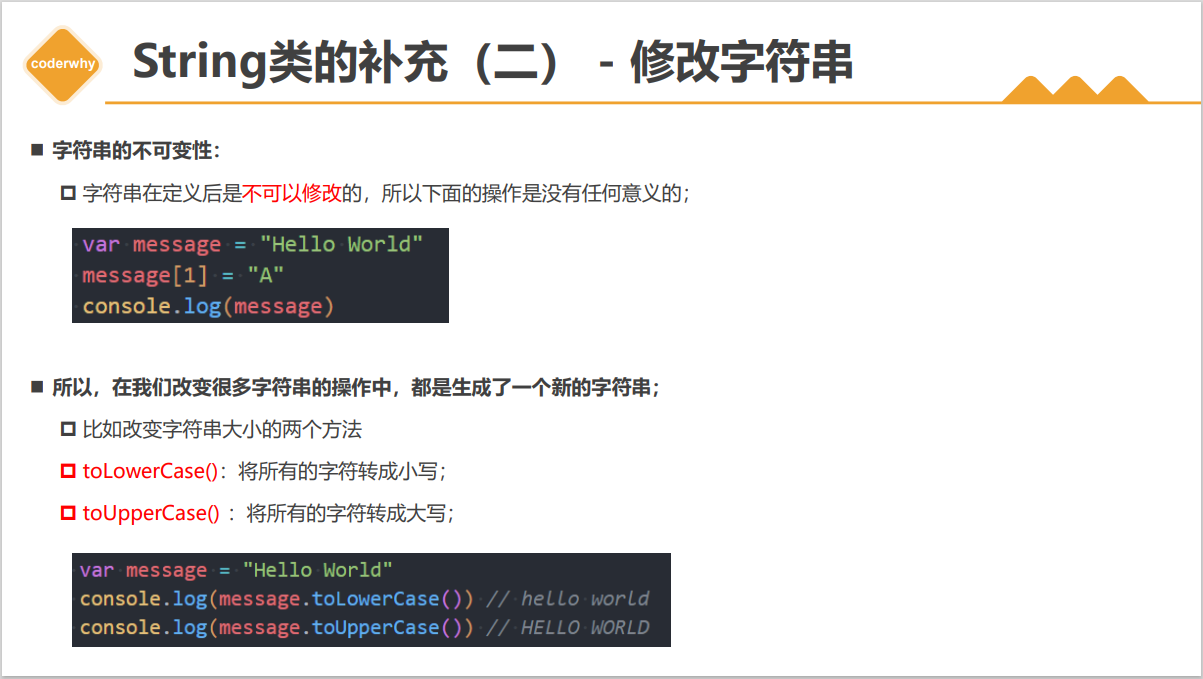 coderwhy
String类的补充（二） - 修改字符串
字符串的不可变性：
字符串在定义后是不可以修改的，所以下面的操作是没有任何意义的；
var message = "Hello World"
message[1] = "A"
console.log(message)
所以，在我们改变很多字符串的操作中，都是生成了一个新的字符串；
比如改变字符串大小的两个方法
toLowerCase()：将所有的字符转成小写；
toUpperCase() ：将所有的字符转成大写；
var message = "Hello World"
console.log(message.toLowerCase()) // hello world
console.log(message.toUpperCase()) // HELLO WORLD